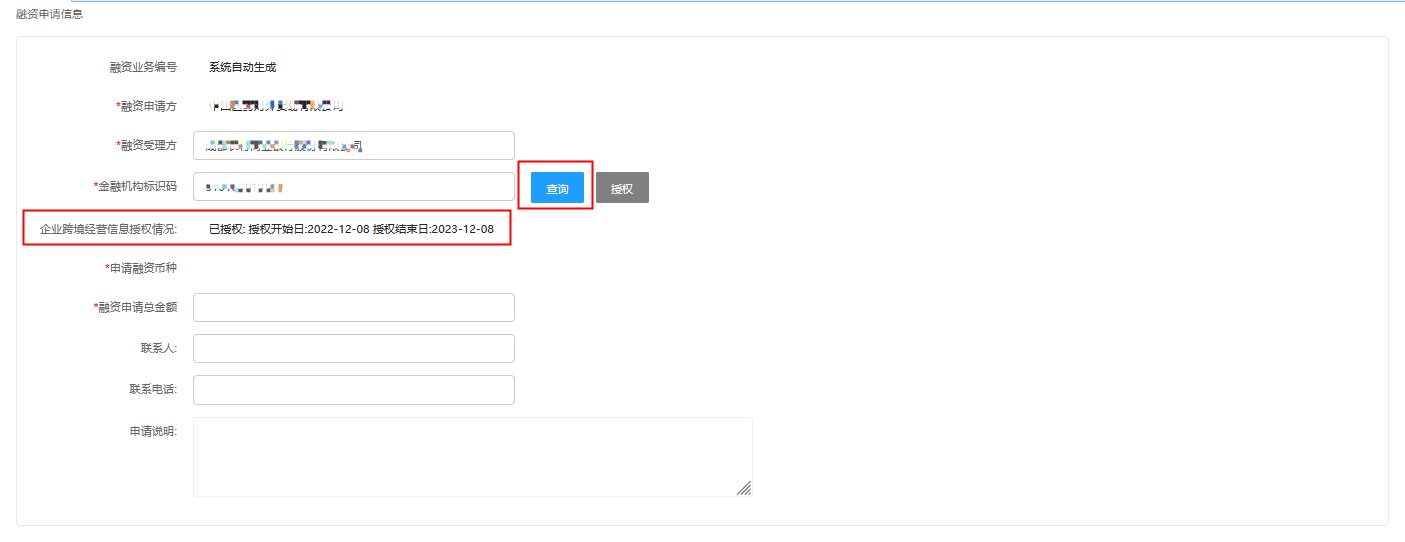 融资申请信息
融资业务编号 系统自动生成
*融资申请方
*融资受理方
*金融机构标识码 查询 授权
企业跨境经营信息授权情况: 已授权: 授权开始日:2022-12-08 授权结束日:2023-12-08
*申请融资币种
*融资申请总金额
联系人:
联系电话:
申请说明: